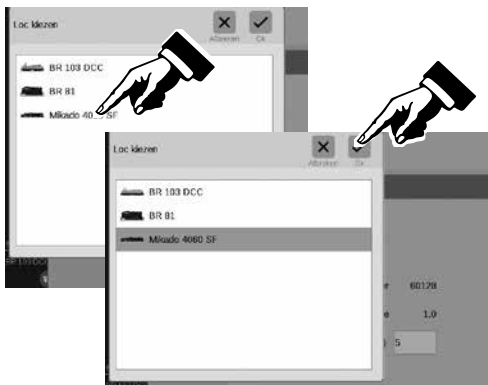 Loc kiezen
Afbreken Ok
BR 103 DCC
BR 81
Mikado 40 SF
Loc kiezen
Afbreken Ok
BR 103 DCC
BR 81
Mikado 4060 SF
60128
1.0
5